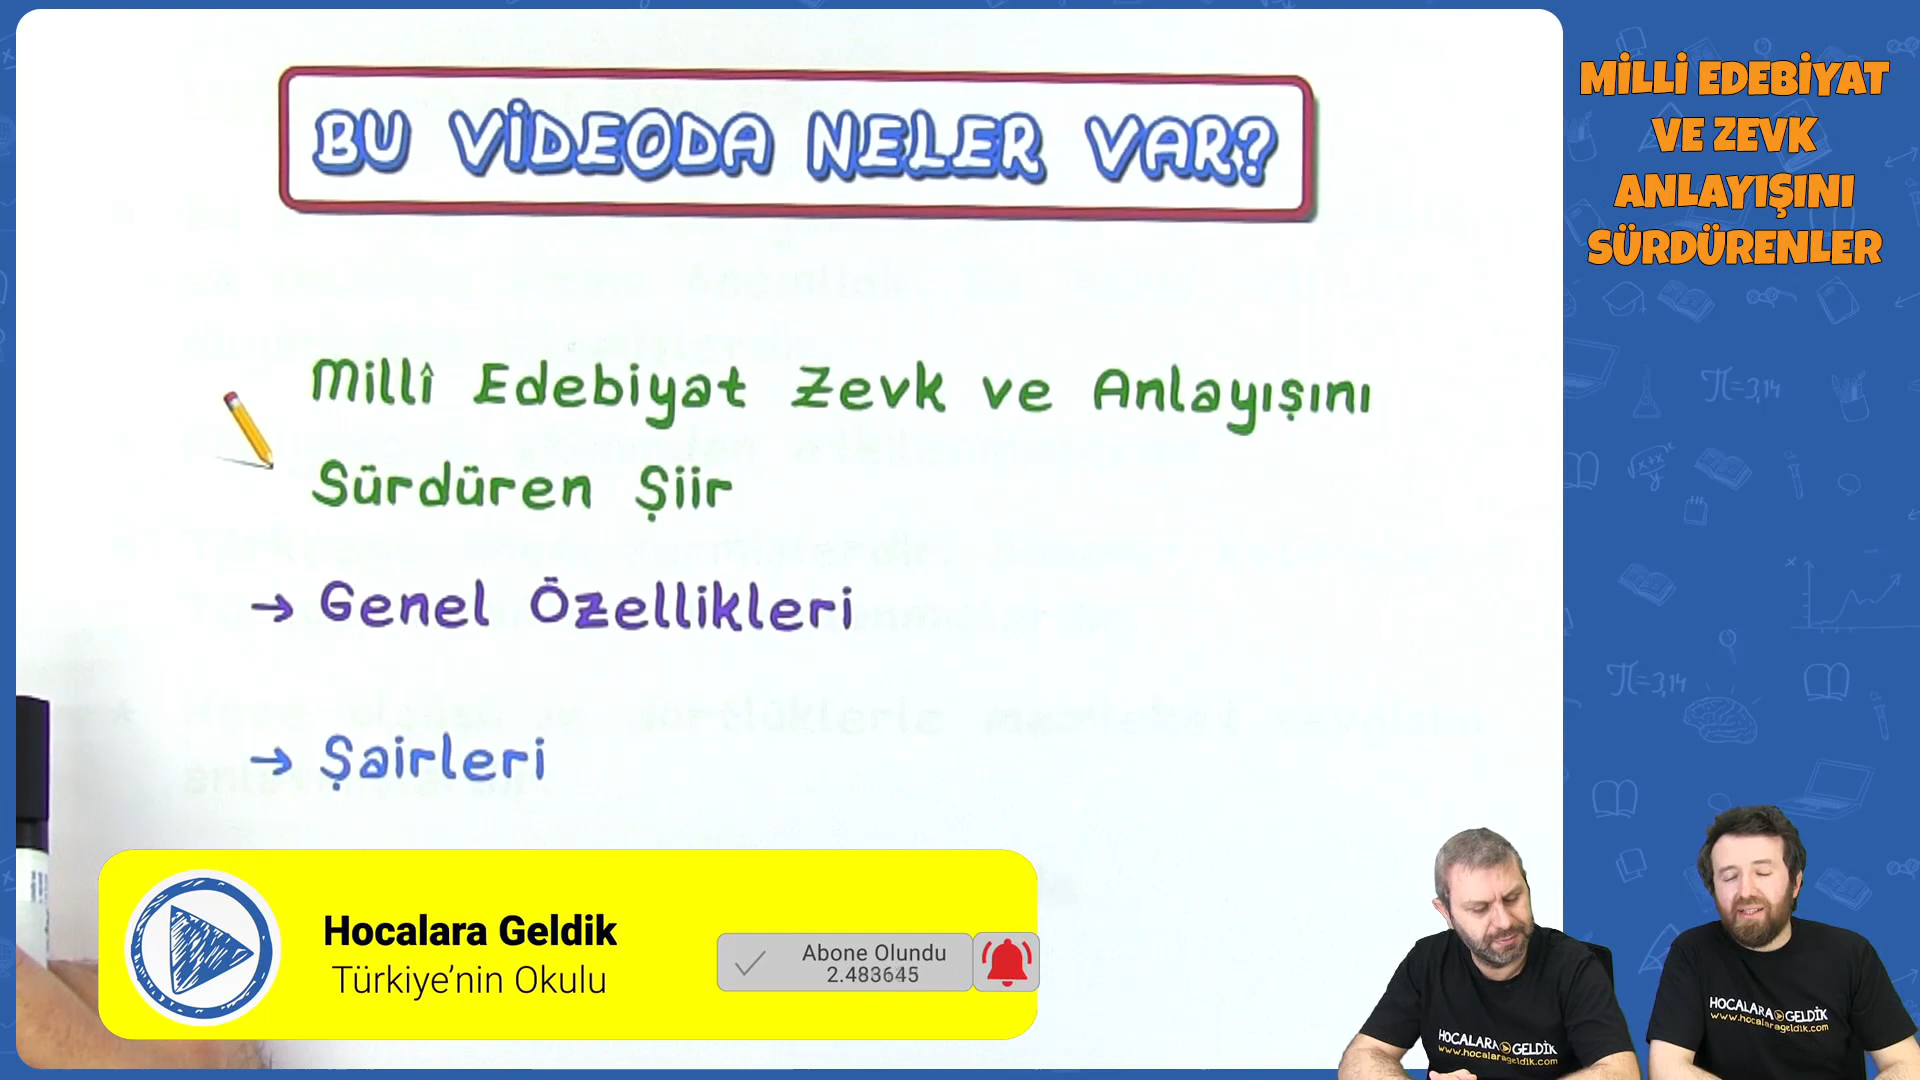 BU VİDEODA NELER VAR?
Millî Edebiyat Zevk ve Anlayışını
Sürdüren Şiir
→ Genel Özellikleri
→ Şairleri
MİLLİ EDEBİYAT
VE ZEVK
ANLAYIŞINI
SÜRDÜRENLER
Hocalara Geldik
Türkiye'nin Okulu
Abone Olundu
2.483645
HOCALARA GELDİK
www.hocalarageldik.com
HOCALARA GELDİK
www.hocalarageldik.com
π=3,14
π=3,14